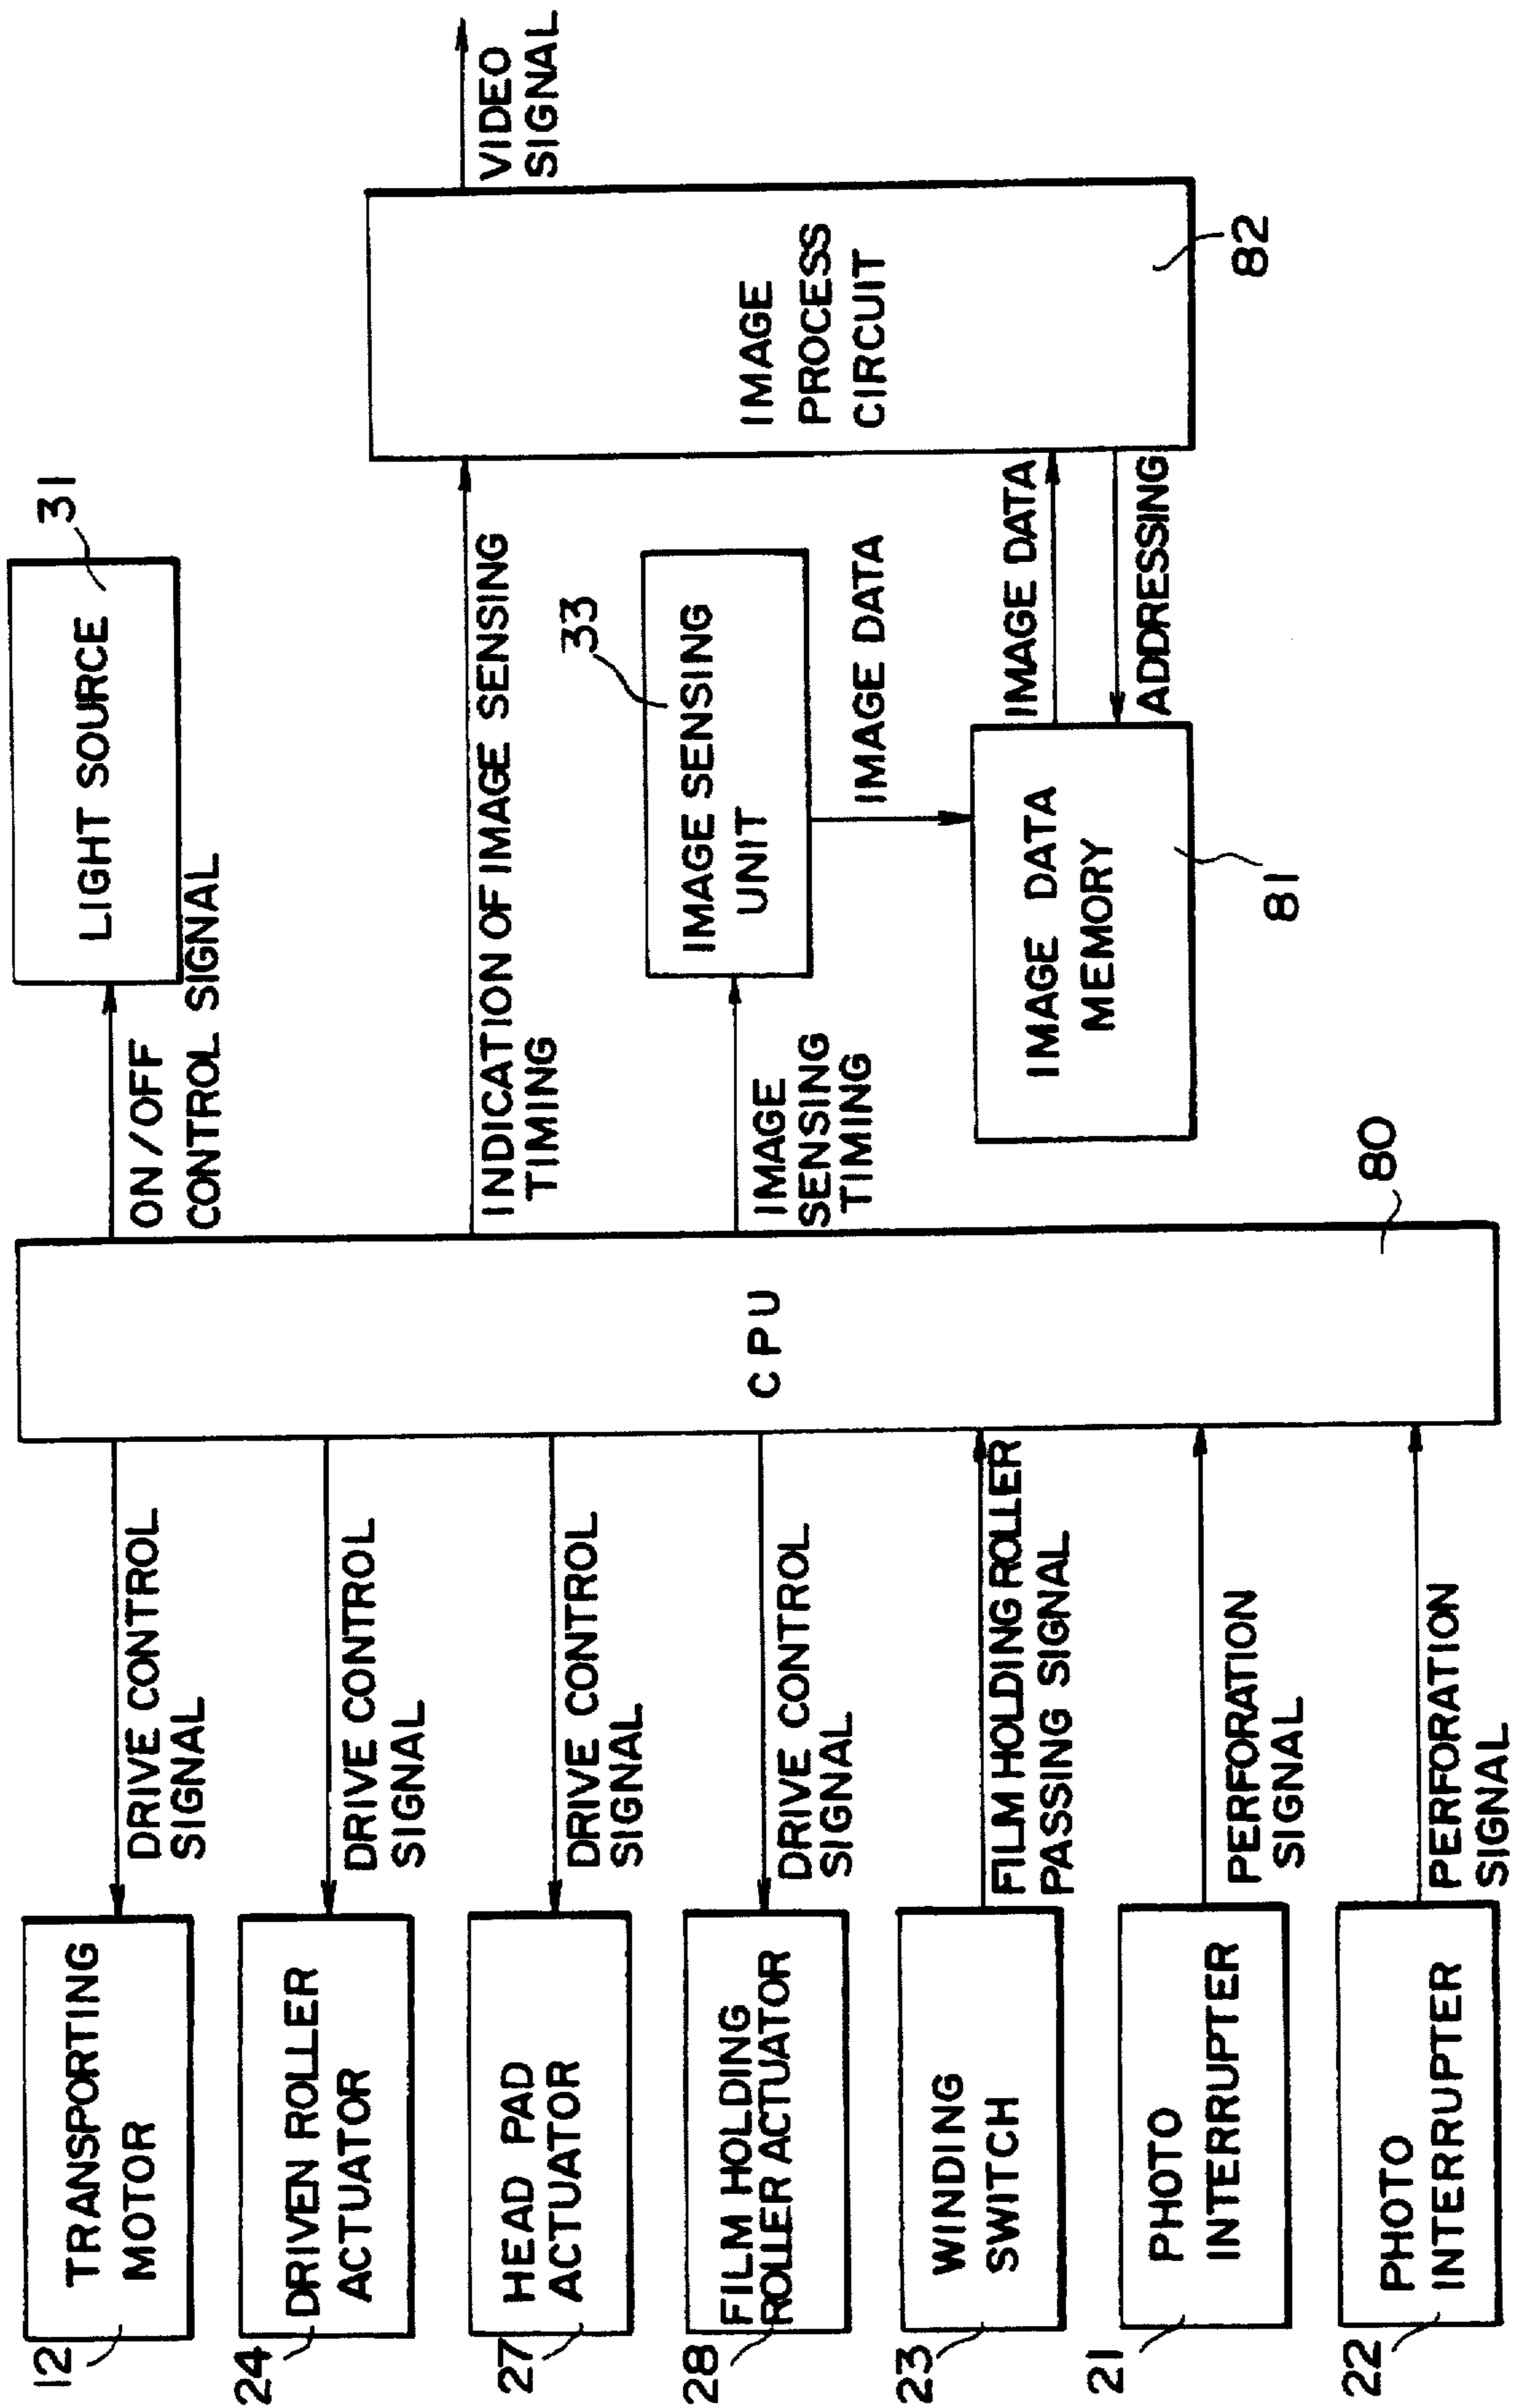 12
TRANSPORTING
MOTOR
DRIVE CONTROL
SIGNAL
24
DRIVEN ROLLER
ACTUATOR
DRIVE CONTROL
SIGNAL
27
HEAD PAD
ACTUATOR
DRIVE CONTROL
SIGNAL
28
FILM HOLDING
ROLLER ACTUATOR
DRIVE CONTROL
SIGNAL
23
WINDING
SWITCH
FILM HOLDING ROLLER
PASSING SIGNAL
21
PHOTO
INTERRUPTER
PERFORATION
SIGNAL
22
PHOTO
INTERRUPTER
PERFORATION
SIGNAL
CPU
80
ON/OFF
CONTROL SIGNAL
LIGHT SOURCE
31
INDICATION OF IMAGE SENSING
TIMING
IMAGE
SENSING
TIMING
IMAGE SENSING
UNIT
33
IMAGE DATA
IMAGE DATA
MEMORY
81
IMAGE DATA
ADDRESSING
IMAGE
PROCESS
CIRCUIT
82
VIDEO
SIGNAL